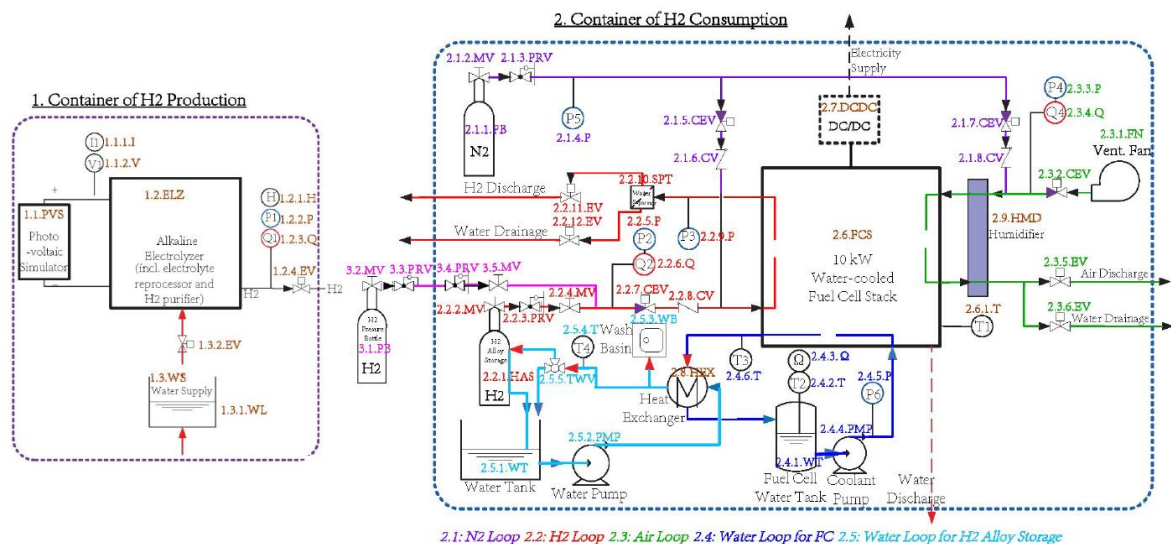 2. Container of H2 Consumption
1. Container of H2 Production
1.1.1.I
I1
1.1.2.V
V1
+
-
1.1.PVS
Photo
-voltaic
Simulator
1.2.ELZ
Alkaline
Electrolyzer
(incl. electrolyte
reprocessor and
H2 purifier)
H
1.2.1.H
P1
1.2.2.P
Q1
1.2.3.Q
1.2.4.EV
H2
H2
1.3.2.EV
1.3.WS
Water Supply
1.3.1.WL
2.1.2.MV
2.1.3.PRV
2.1.1.PB
N2
P5
2.1.4.P
2.1.5.CEV
2.1.6.CV
Electricity
Supply
2.7.DCDC
DC/DC
2.1.7.CEV
2.1.8.CV
P4
2.3.3.P
Q4
2.3.4.Q
2.3.1.FN
Vent. Fan
2.3.2.CEV
2.9.HMD
Humidifier
2.3.5.EV
Air Discharge
2.3.6.EV
Water Drainage
H2 Discharge
2.2.10.SPT
2.2.11.EV
2.2.12.EV
Water Drainage
2.2.5.P
P2
Q2
2.2.6.Q
P3
2.2.9.P
2.2.7.CEV
2.2.8.CV
2.6.FCS
10 kW
Water-cooled
Fuel Cell Stack
2.6.1.T
T1
3.2.MV
3.3.PRV
3.4.PRV
3.5.MV
H2
Pressure
Bottle
3.1.PB
H2
2.2.2.MV
2.2.3.PRV
2.2.4.MV
H2
Alloy
Storage
2.2.1.HAS
H2
2.5.3.WB
Wash
Basin
2.5.4.T
T4
2.5.5.TWV
2.8.HEX
Heat
Exchanger
T3
2.4.6.T
Ω
2.4.3.Ω
T2
2.4.2.T
2.4.5.P
P6
2.4.4.PMP
2.4.1.WT
Fuel Cell
Water Tank
Coolant
Pump
Water
Discharge
2.5.1.WT
Water Tank
2.5.2.PMP
Water Pump
2.1: N2 Loop 2.2: H2 Loop 2.3: Air Loop 2.4: Water Loop for FC 2.5: Water Loop for H2 Alloy Storage